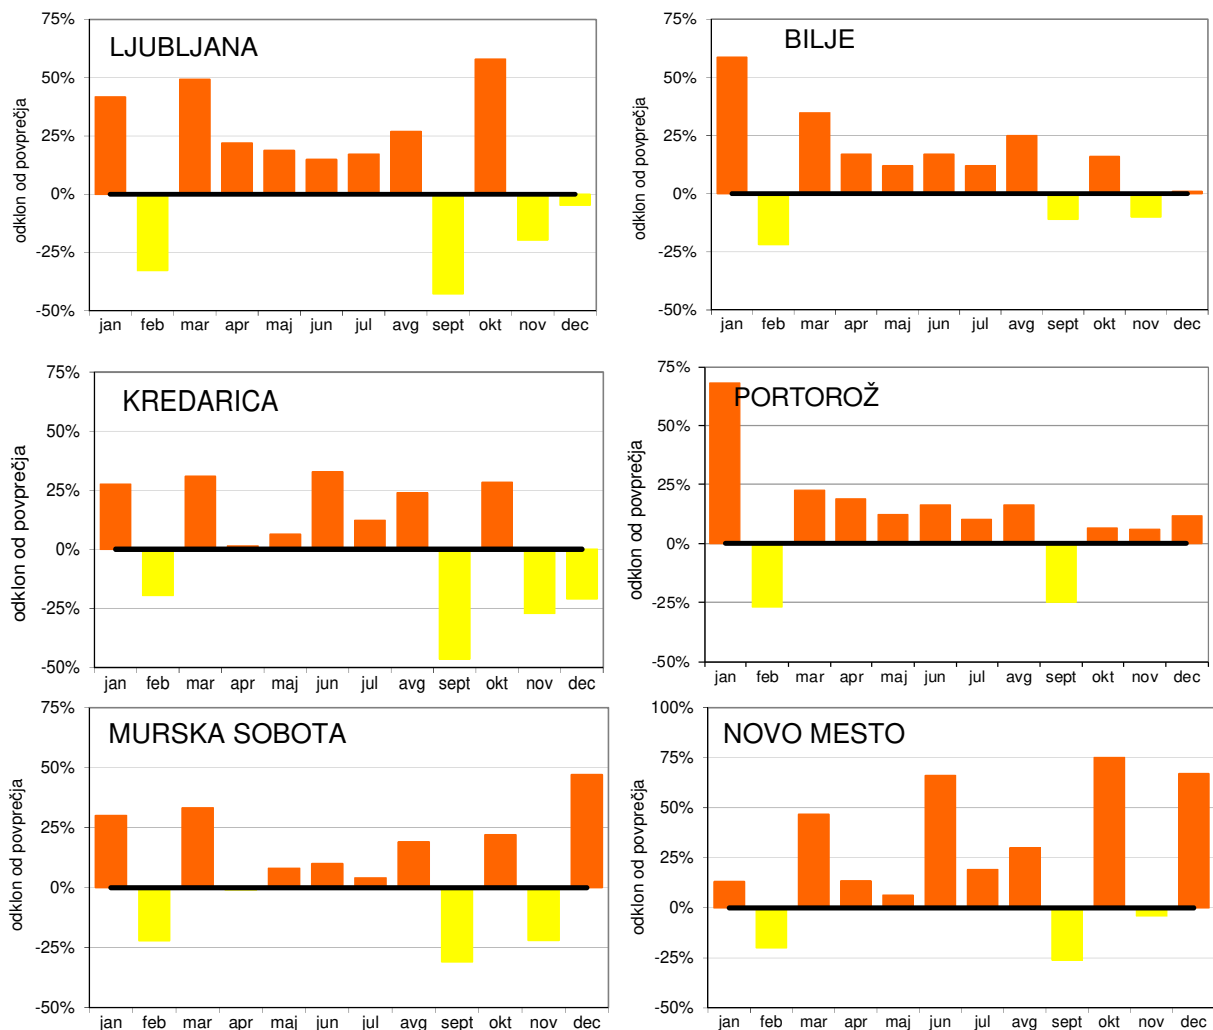 LJUBLJANA
odklon od povprečja
75%
50%
25%
0%
-25%
-50%
jan feb mar apr maj jun jul avg sept okt nov dec
BILJE
odklon od povprečja
75%
50%
25%
0%
-25%
-50%
jan feb mar apr maj jun jul avg sept okt nov dec
KREDARICA
odklon od povprečja
75%
50%
25%
0%
-25%
-50%
jan feb mar apr maj jun jul avg sept okt nov dec
PORTOROŽ
odklon od povprečja
75%
50%
25%
0%
-25%
-50%
jan feb mar apr maj jun jul avg sept okt nov dec
MURSKA SOBOTA
odklon od povprečja
75%
50%
25%
0%
-25%
-50%
jan feb mar apr maj jun jul avg sept okt nov dec
NOVO MESTO
odklon od povprečja
100%
75%
50%
25%
0%
-25%
-50%
jan feb mar apr maj jun jul avg sept okt nov dec